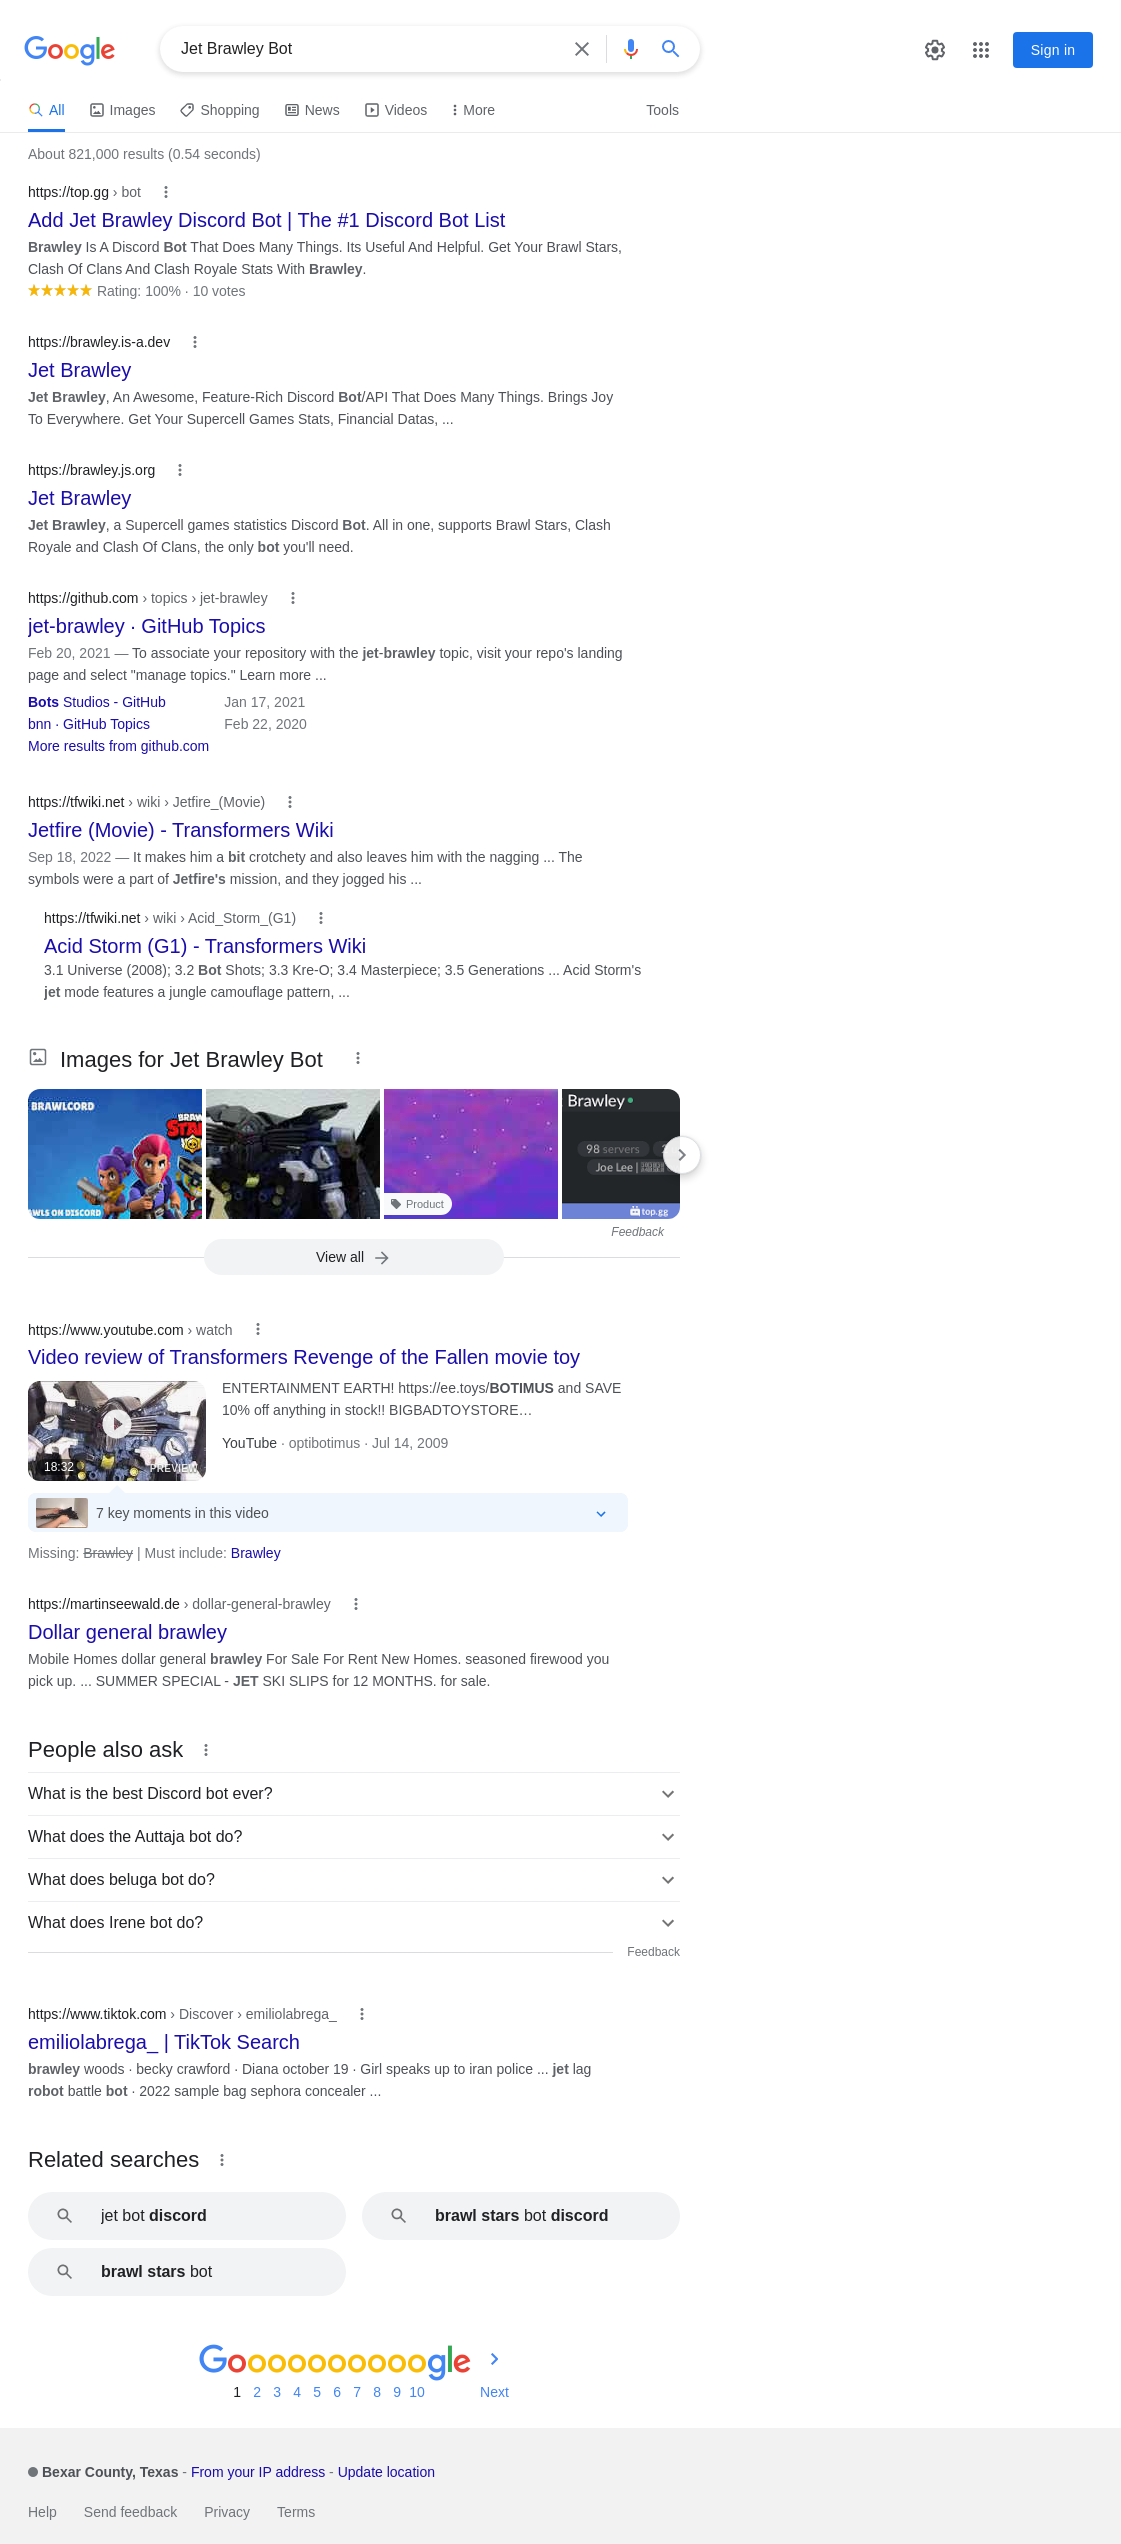 Google
Jet Brawley Bot
Sign in
All
Images
Shopping
News
Videos
More
Tools
About 821,000 results (0.54 seconds)
https://top.gg › bot
Add Jet Brawley Discord Bot | The #1 Discord Bot List
Brawley Is A Discord Bot That Does Many Things. Its Useful And Helpful. Get Your Brawl Stars,
Clash Of Clans And Clash Royale Stats With Brawley.
Rating: 100% · 10 votes
https://brawley.is-a.dev
Jet Brawley
Jet Brawley, An Awesome, Feature-Rich Discord Bot/API That Does Many Things. Brings Joy
To Everywhere. Get Your Supercell Games Stats, Financial Datas, ...
https://brawley.js.org
Jet Brawley
Jet Brawley, a Supercell games statistics Discord Bot. All in one, supports Brawl Stars, Clash
Royale and Clash Of Clans, the only bot you'll need.
https://github.com › topics › jet-brawley
jet-brawley · GitHub Topics
Feb 20, 2021 — To associate your repository with the jet-brawley topic, visit your repo's landing
page and select "manage topics." Learn more ...
Bots Studios - GitHub Jan 17, 2021
bnn · GitHub Topics Feb 22, 2020
More results from github.com
https://tfwiki.net › wiki › Jetfire_(Movie)
Jetfire (Movie) - Transformers Wiki
Sep 18, 2022 — It makes him a bit crotchety and also leaves him with the nagging ... The
symbols were a part of Jetfire's mission, and they jogged his ...
https://tfwiki.net › wiki › Acid_Storm_(G1)
Acid Storm (G1) - Transformers Wiki
3.1 Universe (2008); 3.2 Bot Shots; 3.3 Kre-O; 3.4 Masterpiece; 3.5 Generations ... Acid Storm's
jet mode features a jungle camouflage pattern, ...
Images for Jet Brawley Bot
BRAWLCORD
AWLS ON DISCORD
Product
Brawley
98 servers
Joe Lee |
top.gg
Feedback
View all
https://www.youtube.com › watch
Video review of Transformers Revenge of the Fallen movie toy
ENTERTAINMENT EARTH! https://ee.toys/BOTIMUS and SAVE
10% off anything in stock!! BIGBADTOYSTORE…
YouTube · optibotimus · Jul 14, 2009
18:32
PREVIEW
7 key moments in this video
Missing: Brawley | Must include: Brawley
https://martinseewald.de › dollar-general-brawley
Dollar general brawley
Mobile Homes dollar general brawley For Sale For Rent New Homes. seasoned firewood you
pick up. ... SUMMER SPECIAL - JET SKI SLIPS for 12 MONTHS. for sale.
People also ask
What is the best Discord bot ever?
What does the Auttaja bot do?
What does beluga bot do?
What does Irene bot do?
Feedback
https://www.tiktok.com › Discover › emiliolabrega_
emiliolabrega_ | TikTok Search
brawley woods · becky crawford · Diana october 19 · Girl speaks up to iran police ... jet lag
robot battle bot · 2022 sample bag sephora concealer ...
Related searches
jet bot discord
brawl stars bot discord
brawl stars bot
Goooooooooogle
1 2 3 4 5 6 7 8 9 10 Next
Bexar County, Texas - From your IP address - Update location
Help Send feedback Privacy Terms